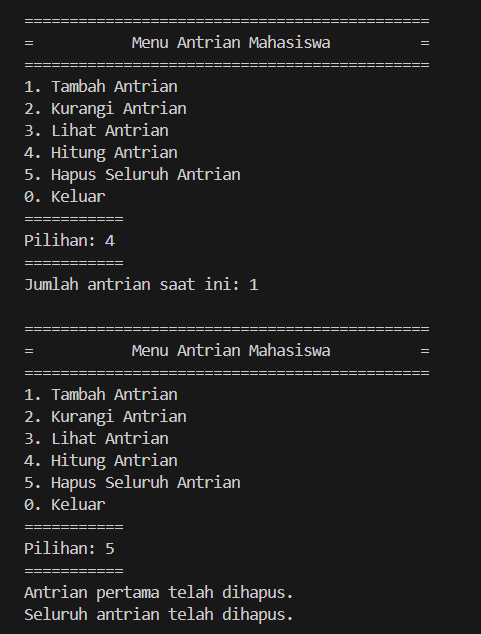 =============================================
=           Menu Antrian Mahasiswa          =
=============================================
1. Tambah Antrian
2. Kurangi Antrian
3. Lihat Antrian
4. Hitung Antrian
5. Hapus Seluruh Antrian
0. Keluar
===========
Pilihan: 4
===========
Jumlah antrian saat ini: 1

=============================================
=           Menu Antrian Mahasiswa          =
=============================================
1. Tambah Antrian
2. Kurangi Antrian
3. Lihat Antrian
4. Hitung Antrian
5. Hapus Seluruh Antrian
0. Keluar
===========
Pilihan: 5
===========
Antrian pertama telah dihapus.
Seluruh antrian telah dihapus.